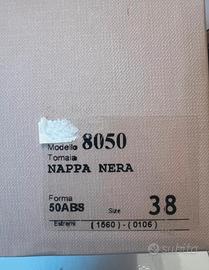 Modello 8050
Tomaia
NAPPA NERA
Forma
50ABS Size 38
Estremi (1560)-(0106)
subito